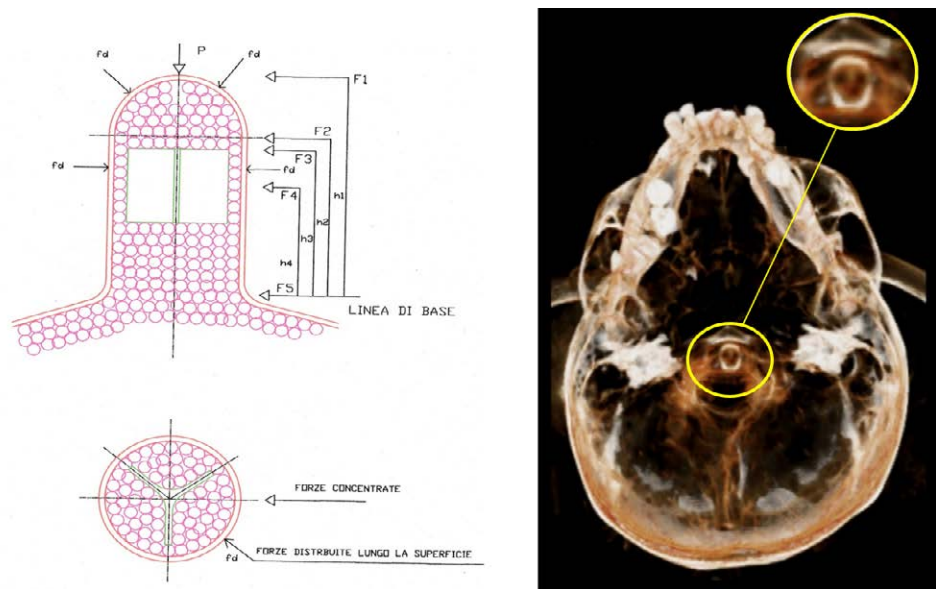 P
fd
fd
F1
F2
F3
fd
fd
F4
h1
h2
h3
h4
F5
LINEA DI BASE
FORZE CONCENTRATE
FORZE DISTRBUITE LUNGO LA SUPERFICIE
fd